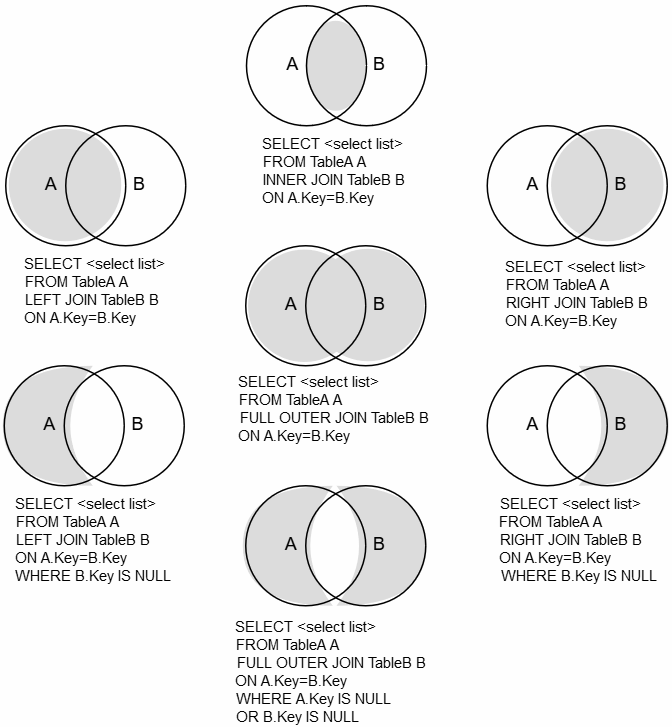 A B
SELECT <select list>
FROM TableA A
INNER JOIN TableB B
ON A.Key=B.Key
A B
SELECT <select list>
FROM TableA A
LEFT JOIN TableB B
ON A.Key=B.Key
A B
SELECT <select list>
FROM TableA A
RIGHT JOIN TableB B
ON A.Key=B.Key
A B
SELECT <select list>
FROM TableA A
FULL OUTER JOIN TableB B
ON A.Key=B.Key
A B
SELECT <select list>
FROM TableA A
LEFT JOIN TableB B
ON A.Key=B.Key
WHERE B.Key IS NULL
A B
SELECT <select list>
FROM TableA A
RIGHT JOIN TableB B
ON A.Key=B.Key
WHERE B.Key IS NULL
A B
SELECT <select list>
FROM TableA A
FULL OUTER JOIN TableB B
ON A.Key=B.Key
WHERE A.Key IS NULL
OR B.Key IS NULL